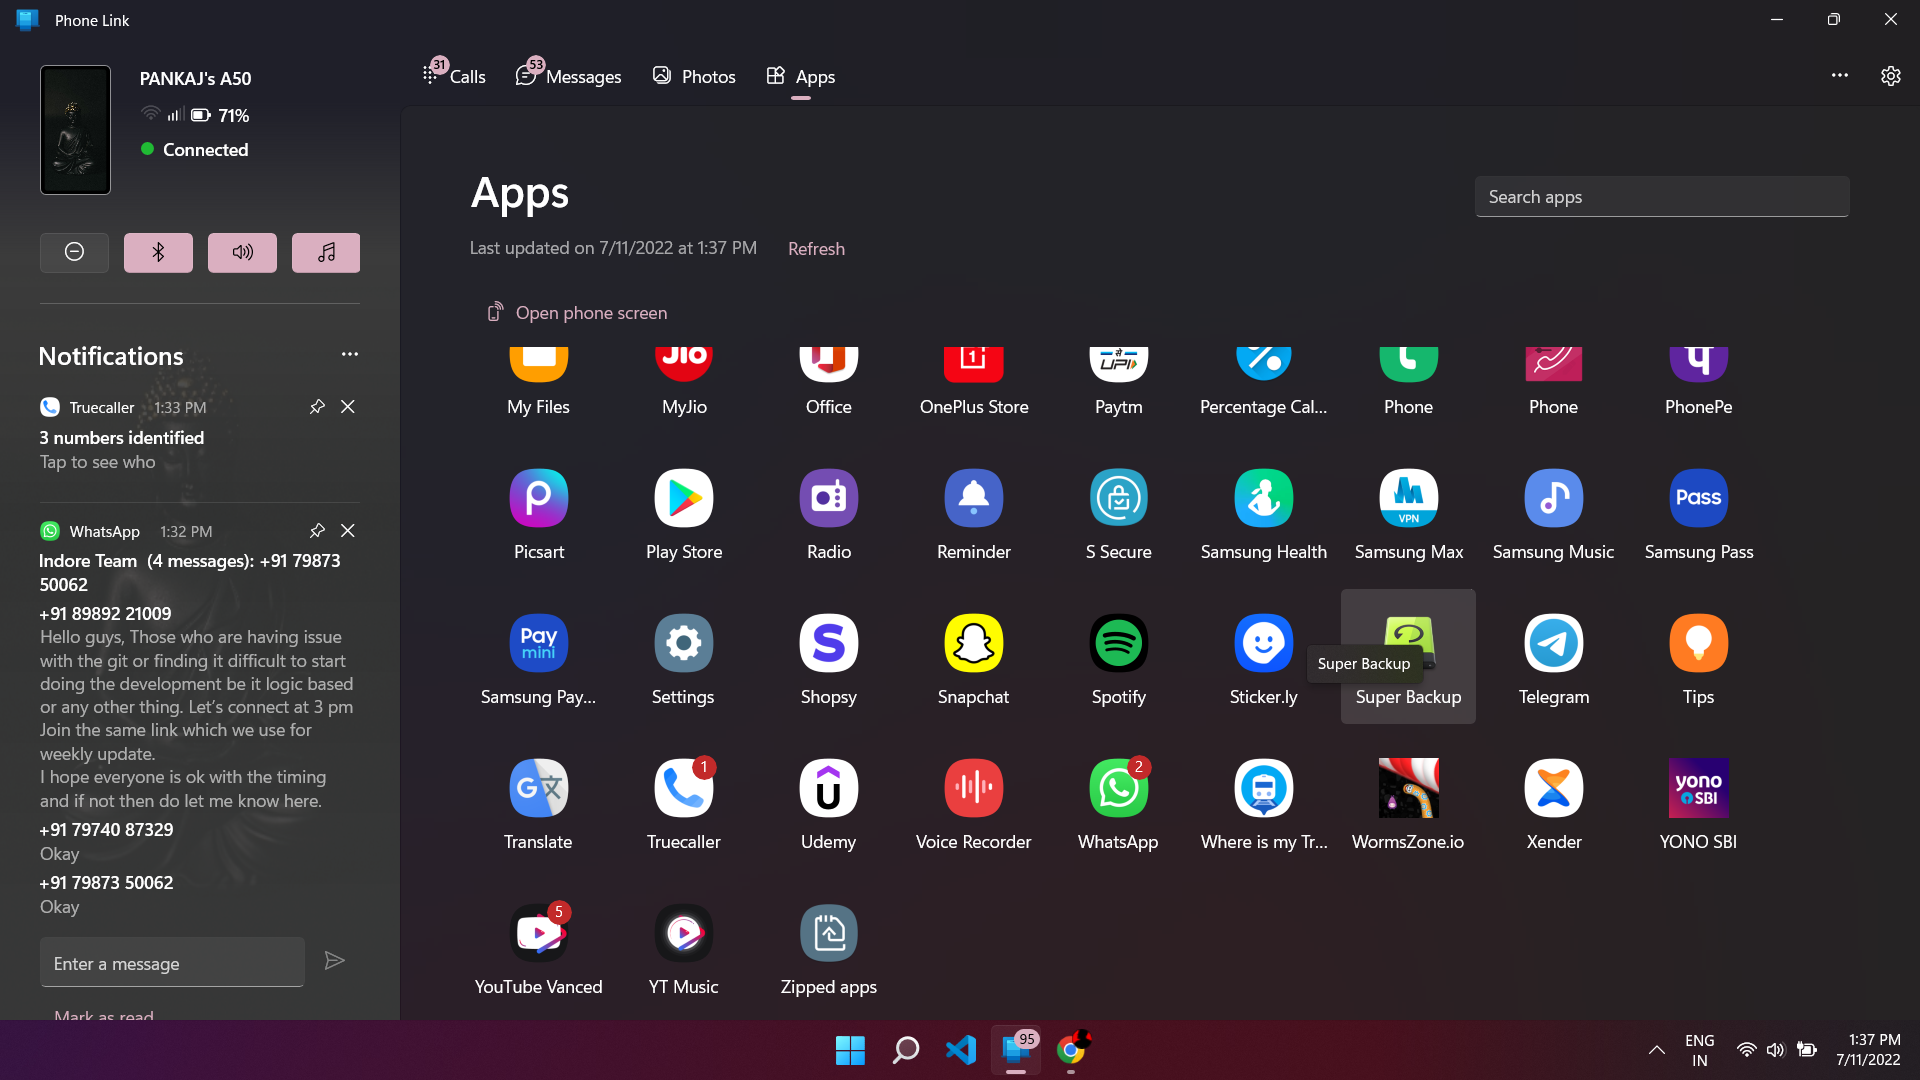 Phone Link
PANKAJ's A50
71%
Connected
31
Calls
53
Messages
Photos
Apps
Apps
Search apps
Last updated on 7/11/2022 at 1:37 PM
Refresh
Open phone screen
Notifications
Truecaller 1:33 PM
3 numbers identified
Tap to see who
WhatsApp 1:32 PM
Indore Team (4 messages): +91 79873
50062
+91 89892 21009
Hello guys, Those who are having issue
with the git or finding it difficult to start
doing the development be it logic based
or any other thing. Let's connect at 3 pm
Join the same link which we use for
weekly update.
I hope everyone is ok with the timing
and if not then do let me know here.
+91 79740 87329
Okay
+91 79873 50062
Okay
Enter a message
Mark as read
Jio
1
से
UPI
पे
My Files
MyJio
Office
OnePlus Store
Paytm
Percentage Cal...
Phone
Phone
PhonePe
VPN
Pass
Picsart
Play Store
Radio
Reminder
S Secure
Samsung Health
Samsung Max
Samsung Music
Samsung Pass
Pay
mini
S
Super Backup
Samsung Pay...
Settings
Shopsy
Snapchat
Spotify
Sticker.ly
Super Backup
Telegram
Tips
G
1
2
yono
SBI
Translate
Truecaller
Udemy
Voice Recorder
WhatsApp
Where is my Tr...
WormsZone.io
Xender
YONO SBI
5
YouTube Vanced
YT Music
Zipped apps
95
ENG
IN
1:37 PM
7/11/2022